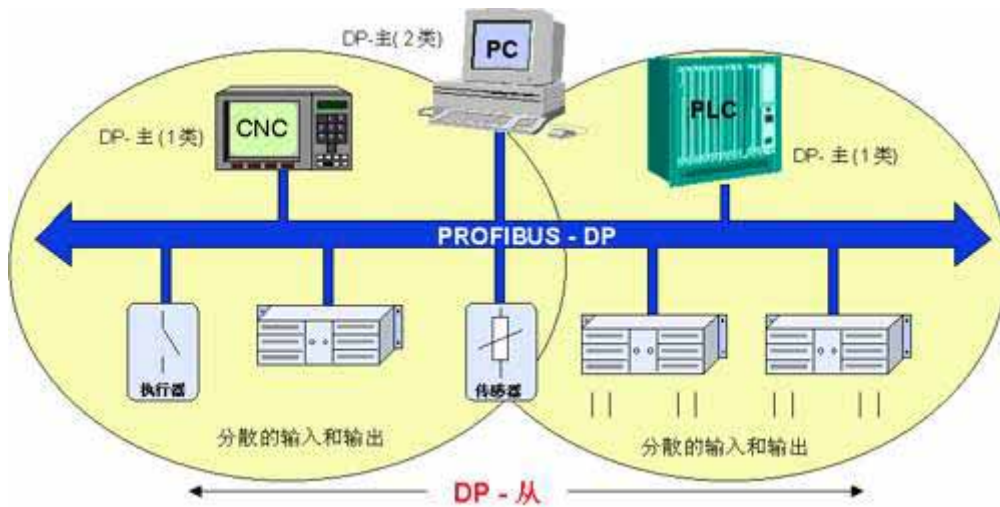 DP-主(2类)
PC
CNC
DP- 主(1类)
PLC
DP- 主(1类)
PROFIBUS - DP
执行器
传感器
分散的输入和输出
分散的输入和输出
DP - 从